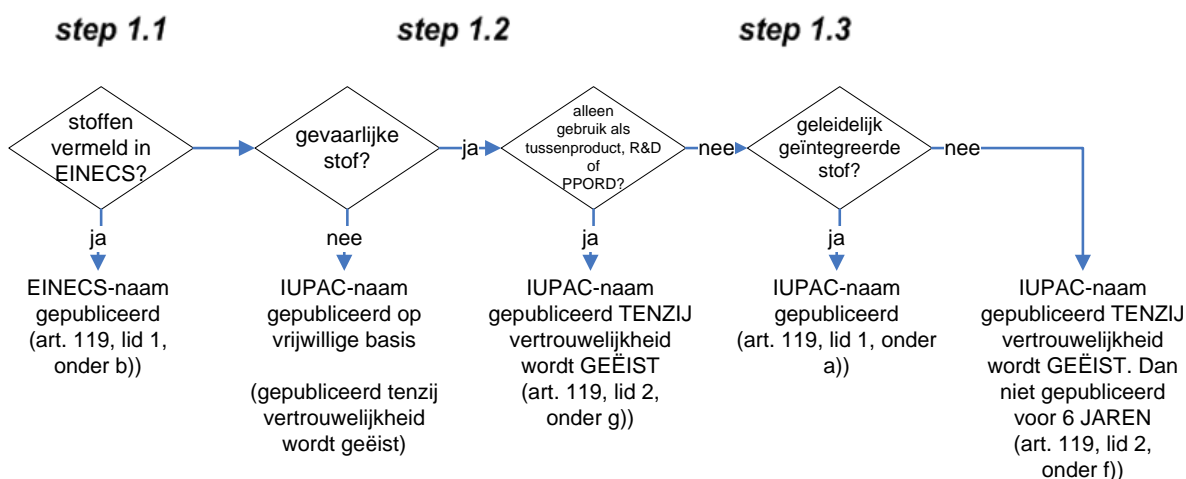 step 1.1
step 1.2
step 1.3
stoffen
vermeld in
EINECS?
gevaarlijke
stof?
ja
alleen
gebruik als
tussenproduct, R&D
of
PPORD?
nee
geleidelijk
geïntegreerde
stof?
nee
ja
nee
ja
ja
EINECS-naam
gepubliceerd
(art. 119, lid 1,
onder b))
IUPAC-naam
gepubliceerd op
vrijwillige basis
(gepubliceerd tenzij
vertrouwelijkheid
wordt geëist)
IUPAC-naam
gepubliceerd TENZIJ
vertrouwelijkheid
wordt GEËIST
(art. 119, lid 2,
onder g))
IUPAC-naam
gepubliceerd
(art. 119, lid 1, onder
a))
IUPAC-naam
gepubliceerd TENZIJ
vertrouwelijkheid
wordt GEËIST. Dan
niet gepubliceerd
voor 6 JAREN
(art. 119, lid 2,
onder f))